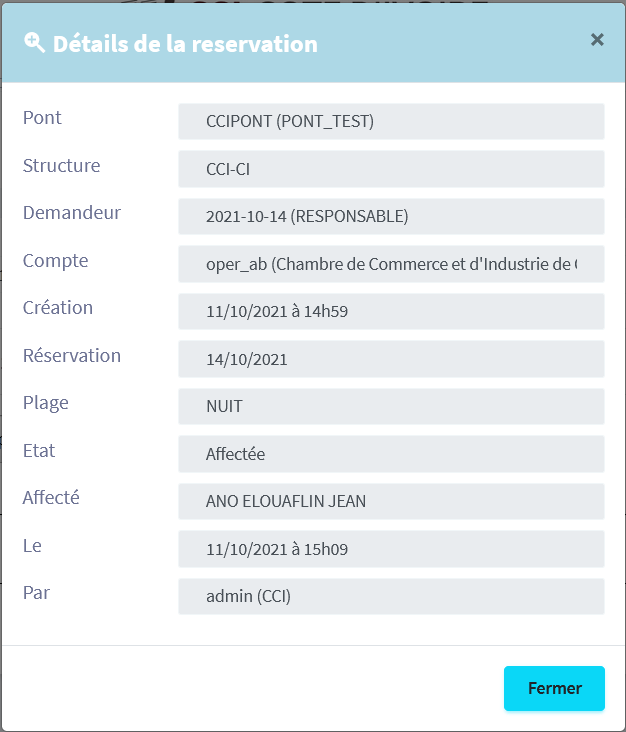 Détails de la reservation
×
Pont
CCIPONT (PONT_TEST)
Structure
CCI-CI
Demandeur
2021-10-14 (RESPONSABLE)
Compte
oper_ab (Chambre de Commerce et d'Industrie de
Création
11/10/2021 à 14h59
Réservation
14/10/2021
Plage
NUIT
Etat
Affectée
Affecté
ANO ELOUAFLIN JEAN
Le
11/10/2021 à 15h09
Par
admin (CCI)
Fermer